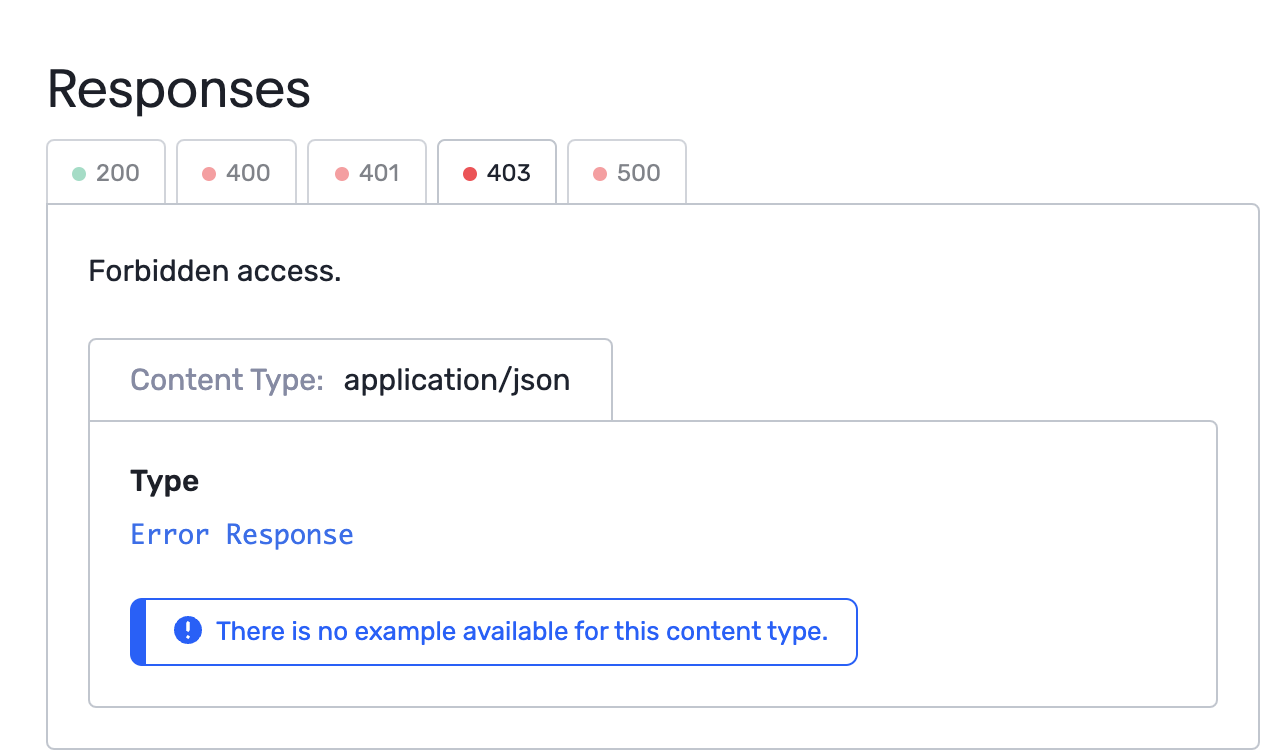 Responses
200 400 401 403 500
Forbidden access.
Content Type: application/json
Type
Error Response
There is no example available for this content type.